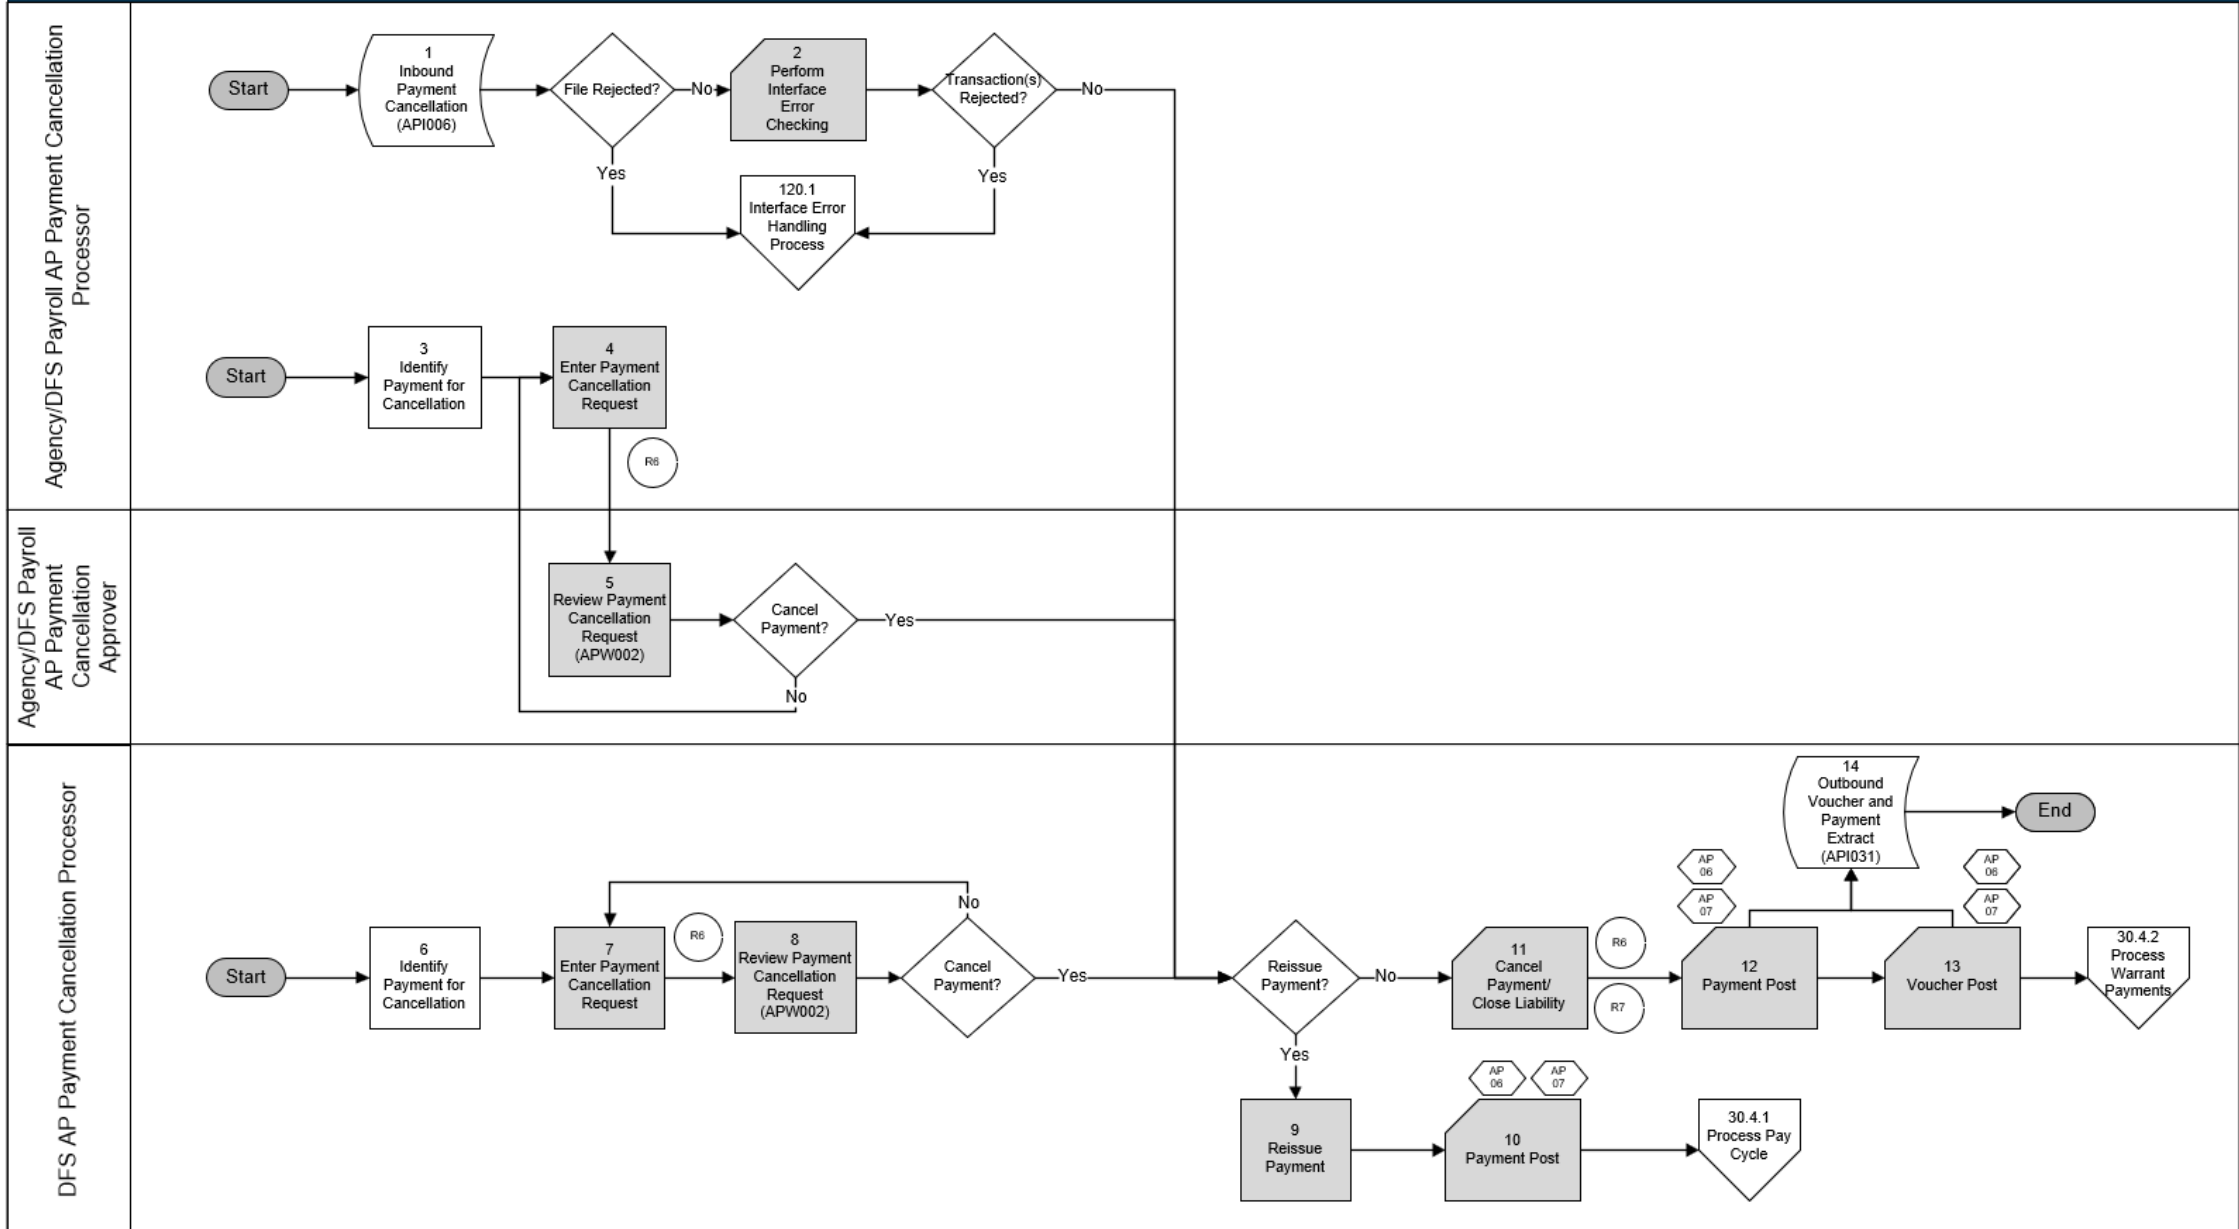 Agency/DFS Payroll AP Payment Cancellation
Processor
Start
1
Inbound
Payment
Cancellation
(API006)
File Rejected?
No
Yes
2
Perform
Interface
Error
Checking
Transaction(s)
Rejected?
No
Yes
120.1
Interface Error
Handling
Process
Start
3
Identify
Payment for
Cancellation
4
Enter Payment
Cancellation
Request
R6
Agency/DFS Payroll
AP Payment
Cancellation
Approver
5
Review Payment
Cancellation
Request
(APW002)
Cancel
Payment?
Yes
No
DFS AP Payment Cancellation Processor
Start
6
Identify
Payment for
Cancellation
7
Enter Payment
Cancellation
Request
R6
8
Review Payment
Cancellation
Request
(APW002)
No
Cancel
Payment?
Yes
Reissue
Payment?
No
Yes
11
Cancel
Payment/
Close Liability
R6
R7
AP
06
AP
07
12
Payment Post
14
Outbound
Voucher and
Payment
Extract
(API031)
End
AP
06
AP
07
13
Voucher Post
30.4.2
Process
Warrant
Payments
9
Reissue
Payment
AP
06
AP
07
10
Payment Post
30.4.1
Process Pay
Cycle